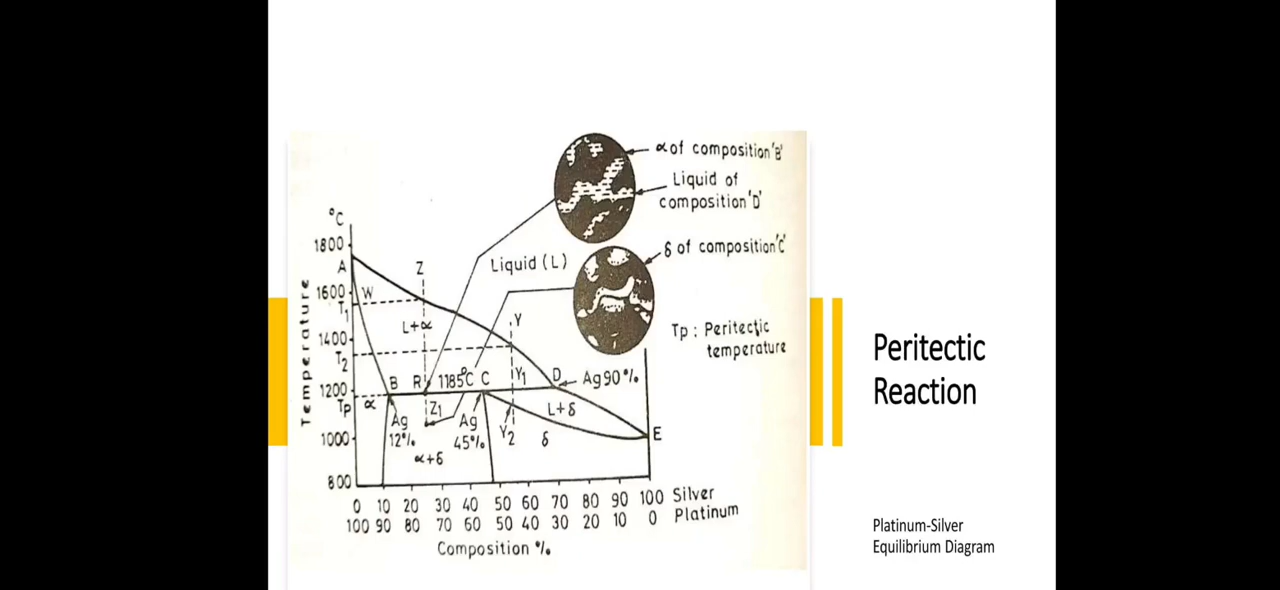 α of composition 'B'
Liquid of
composition 'D'
°C
1800
A
Z
Liquid (L)
δ of composition 'C'
1600
W
T₁
L+α
Y
Tp : Peritectic
temperature
1400
T₂
Temperature
1200
B
R
1185°C
C
Y₁
D
Ag 90 %
Tp
α
Z₁
L+δ
Ag
12%
Ag
45%
Y₂
δ
E
1000
α+δ
800
0 10 20 30 40 50 60 70 80 90 100 Silver
100 90 80 70 60 50 40 30 20 10 0 Platinum
Composition %
Peritectic
Reaction
Platinum-Silver
Equilibrium Diagram